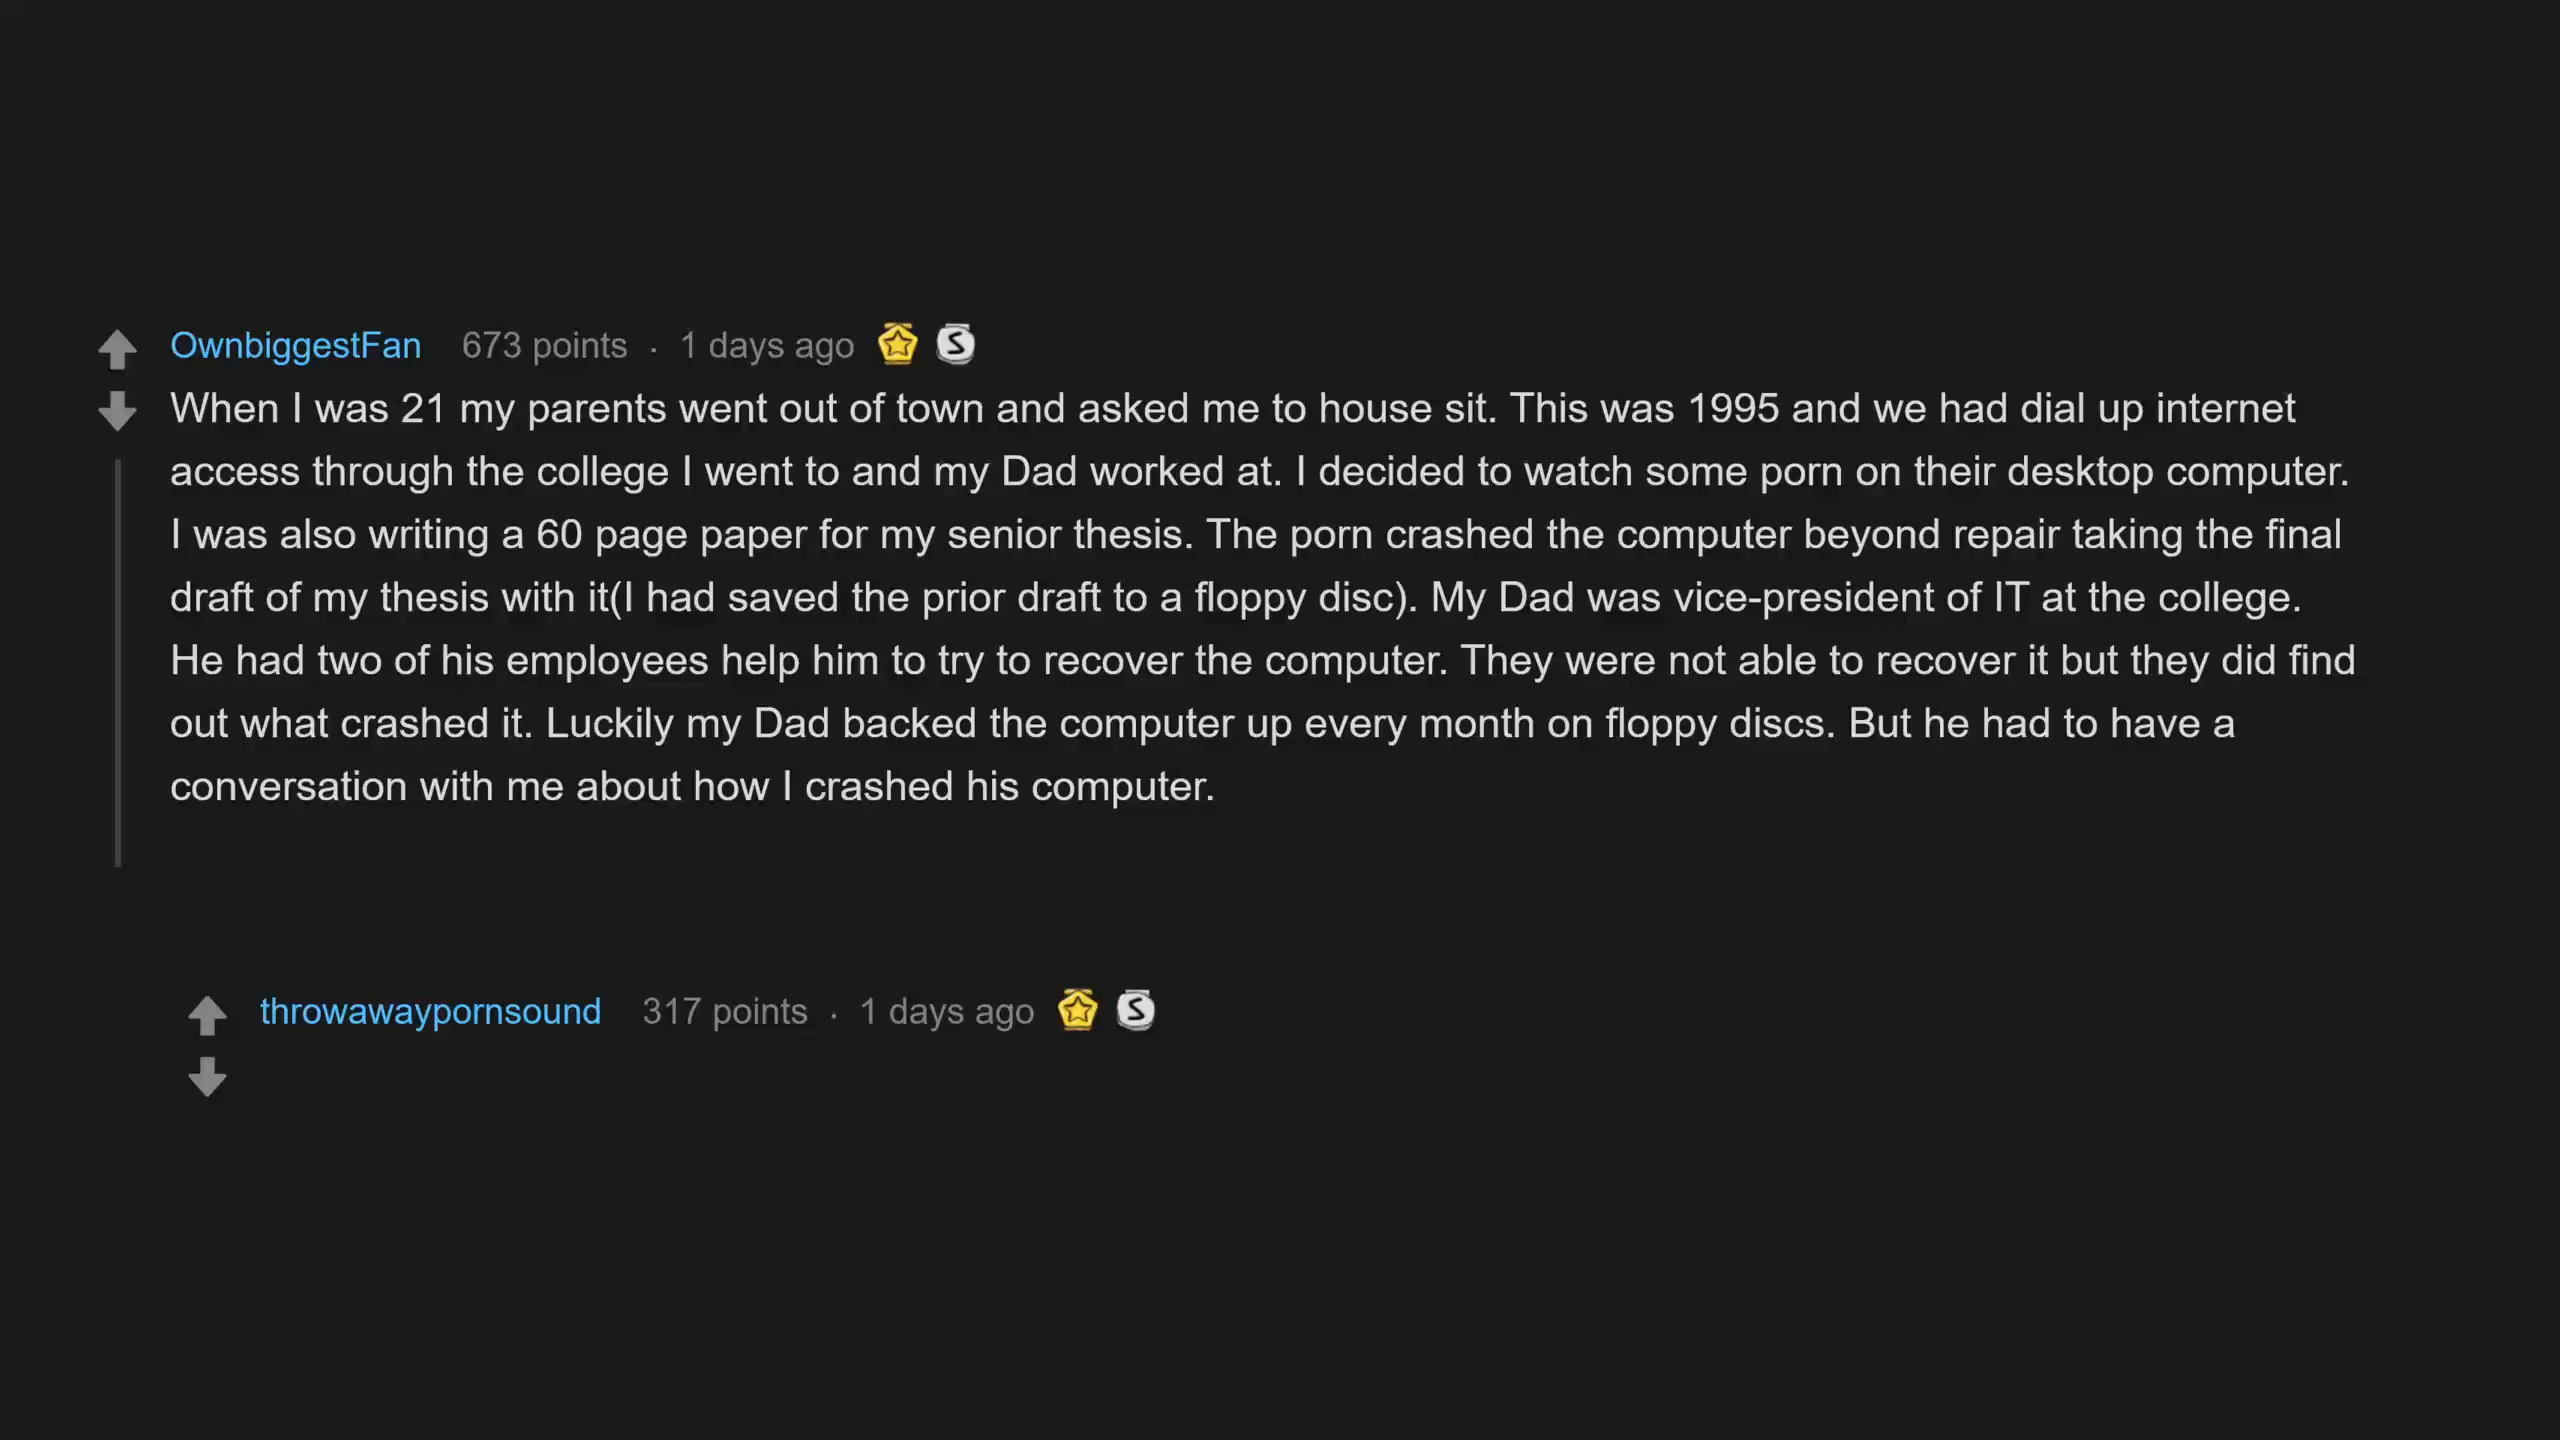 OwnbiggestFan 673 points · 1 days ago
When I was 21 my parents went out of town and asked me to house sit. This was 1995 and we had dial up internet
access through the college I went to and my Dad worked at. I decided to watch some porn on their desktop computer.
I was also writing a 60 page paper for my senior thesis. The porn crashed the computer beyond repair taking the final
draft of my thesis with it(I had saved the prior draft to a floppy disc). My Dad was vice-president of IT at the college.
He had two of his employees help him to try to recover the computer. They were not able to recover it but they did find
out what crashed it. Luckily my Dad backed the computer up every month on floppy discs. But he had to have a
conversation with me about how I crashed his computer.
throwawaypornsound 317 points · 1 days ago